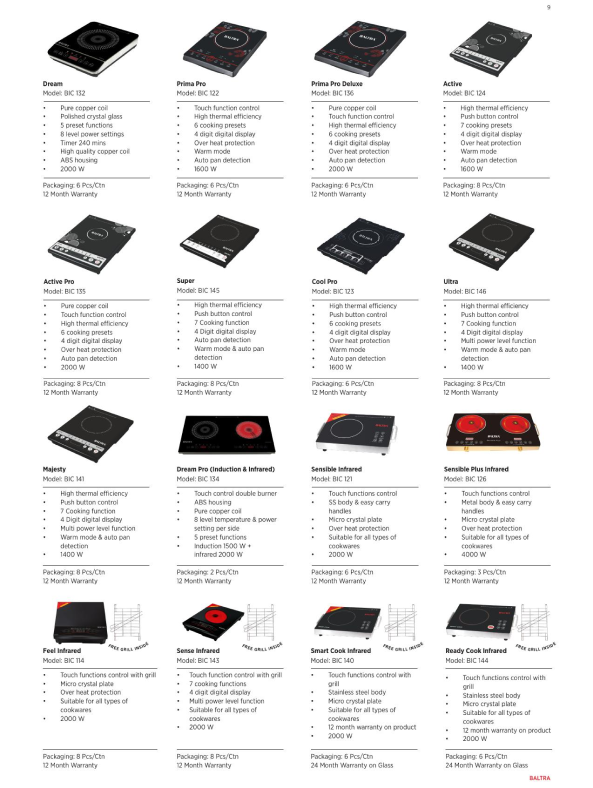 9
Dream
Model: BIC 132
• Pure copper coil
• Polished crystal glass
• 5 preset functions
• 8 level power settings
• Timer 240 mins
• High quality copper coil
• ABS housing
• 2000 W
Packaging: 6 Pcs/Ctn
12 Month Warranty
Prima Pro
Model: BIC 122
• Touch function control
• High thermal efficiency
• 6 cooking presets
• 4 digit digital display
• Over heat protection
• Warm mode
• Auto pan detection
• 1600 W
Packaging: 6 Pcs/Ctn
12 Month Warranty
Prima Pro Deluxe
Model: BIC 136
• Pure copper coil
• Touch function control
• High thermal efficiency
• 6 cooking presets
• 4 digit digital display
• Over heat protection
• Warm mode
• 2000 W
Packaging: 6 Pcs/Ctn
12 Month Warranty
Active
Model: BIC 124
• High thermal efficiency
• Push button control
• 7 cooking presets
• 4 digit digital display
• Over heat protection
• Warm mode
• Auto pan detection
• 1600 W
Packaging: 8 Pcs/Ctn
12 Month Warranty
Active Pro
Model: BIC 135
• Pure copper coil
• Touch function control
• High thermal efficiency
• 6 cooking presets
• 4 digit digital display
• Over heat protection
• Auto pan detection
• 2000 W
Packaging: 8 Pcs/Ctn
12 Month Warranty
Super
Model: BIC 145
• High thermal efficiency
• Push button control
• 7 Cooking function
• 4 Digit digital display
• Auto pan detection
• Warm mode & auto pan
detection
• 1400 W
Packaging: 8 Pcs/Ctn
12 Month Warranty
Cool Pro
Model: BIC 123
• High thermal efficiency
• Push button control
• 6 cooking presets
• 4 digit digital display
• Over heat protection
• Warm mode
• Auto pan detection
• 1600 W
Packaging: 6 Pcs/Ctn
12 Month Warranty
Ultra
Model: BIC 146
• High thermal efficiency
• Push button control
• 7 Cooking function
• 4 Digit digital display
• Multi power level function
• Warm mode & auto pan
detection
• 1400 W
Packaging: 8 Pcs/Ctn
12 Month Warranty
Majesty
Model: BIC 141
• High thermal efficiency
• Push button control
• 7 Cooking function
• 4 Digit digital display
• Multi power level function
• Warm mode & auto pan
detection
• 1400 W
Packaging: 8 Pcs/Ctn
12 Month Warranty
Dream Pro (Induction & Infrared)
Model: BIC 134
• Touch control double burner
• ABS housing
• Pure copper coil
• 8 level temperature & power
setting per side
• 5 preset functions
• Induction 1500 W +
infrared 2000 W
Packaging: 2 Pcs/Ctn
12 Month Warranty
Sensible Infrared
Model: BIC 121
• Touch functions control
• SS body & easy carry
handles
• Micro crystal plate
• Over heat protection
• Suitable for all types of
cookwares
• 2000 W
Packaging: 6 Pcs/Ctn
12 Month Warranty
Sensible Plus Infrared
Model: BIC 126
• Touch functions control
• Metal body & easy carry
handles
• Micro crystal plate
• Over heat protection
• Suitable for all types of
cookwares
• 4000 W
Packaging: 3 Pcs/Ctn
12 Month Warranty
FREE GRILL INSIDE
Feel Infrared
Model: BIC 114
• Touch functions control with grill
• Micro crystal plate
• Over heat protection
• Suitable for all types of
cookwares
• 2000 W
Packaging: 8 Pcs/Ctn
12 Month Warranty
FREE GRILL INSIDE
Sense Infrared
Model: BIC 143
• Touch function control with grill
• 7 cooking functions
• 4 digit digital display
• Multi power level function
• Suitable for all types of
cookwares
• 2000 W
Packaging: 8 Pcs/Ctn
12 Month Warranty
FREE GRILL INSIDE
Smart Cook Infrared
Model: BIC 140
• Touch functions control with
grill
• Stainless steel body
• Micro crystal plate
• Suitable for all types of
cookwares
• 12 month warranty on product
• 2000 W
Packaging: 6 Pcs/Ctn
24 Month Warranty on Glass
FREE GRILL INSIDE
Ready Cook Infrared
Model: BIC 144
• Touch functions control with
grill
• Stainless steel body
• Micro crystal plate
• Suitable for all types of
cookwares
• 12 month warranty on product
• 2000 W
Packaging: 6 Pcs/Ctn
24 Month Warranty on Glass
BALTRA